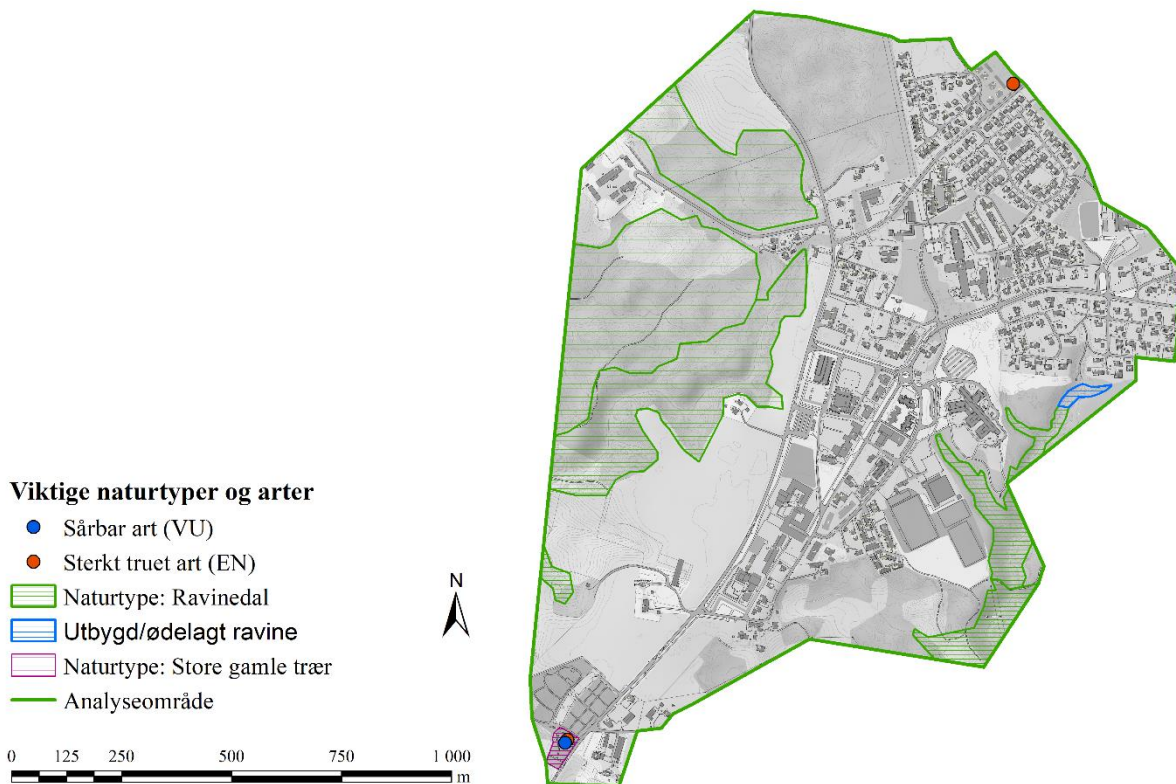 Viktige naturtyper og arter
Sårbar art (VU)
Sterkt truet art (EN)
Naturtype: Ravinedal
Utbygd/ødelagt ravine
Naturtype: Store gamle trær
Analyseområde
N
0 125 250 500 750 1 000
m